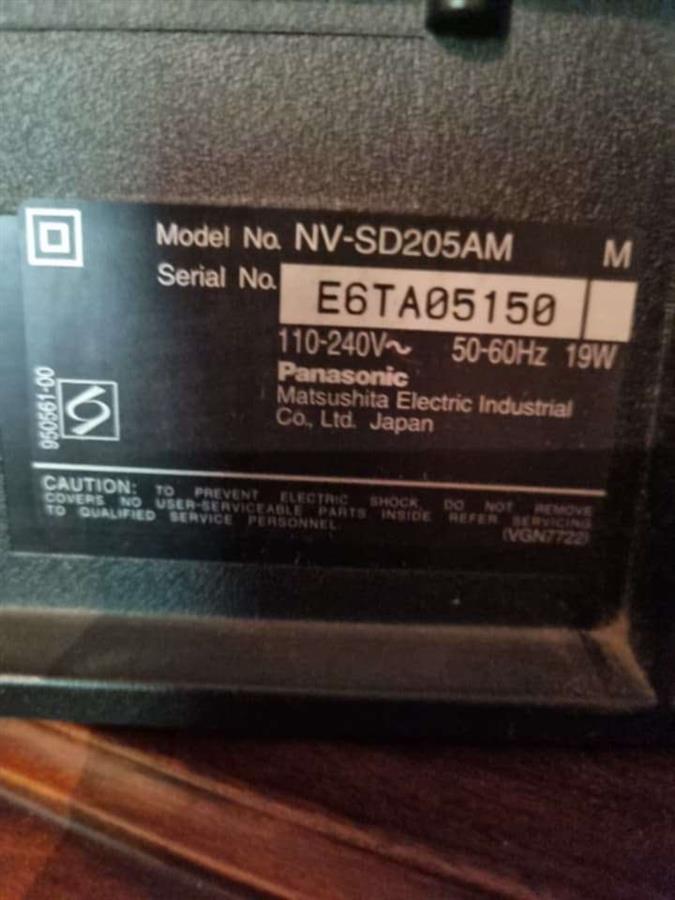 Model No. NV-SD205AM M
Serial No. E6TA05150
110-240V~ 50-60Hz 19W
Panasonic
Matsushita Electric Industrial
Co., Ltd. Japan
950561-00
CAUTION: TO PREVENT ELECTRIC SHOCK, DO NOT REMOVE
COVERS. NO USER-SERVICEABLE PARTS INSIDE. REFER SERVICING
TO QUALIFIED SERVICE PERSONNEL.
(VGN7722)